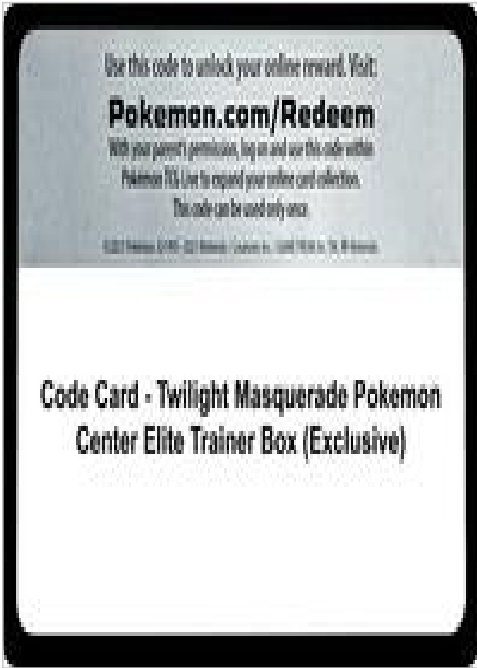 Use this code to unlock your online reward. Visit:
Pokemon.com/Redeem
With your parent's permission, log on and use this code within
Pokémon TCG Live to expand your online card collection.
This code can be used only once.
Code Card - Twilight Masquerade Pokemon
Center Elite Trainer Box (Exclusive)